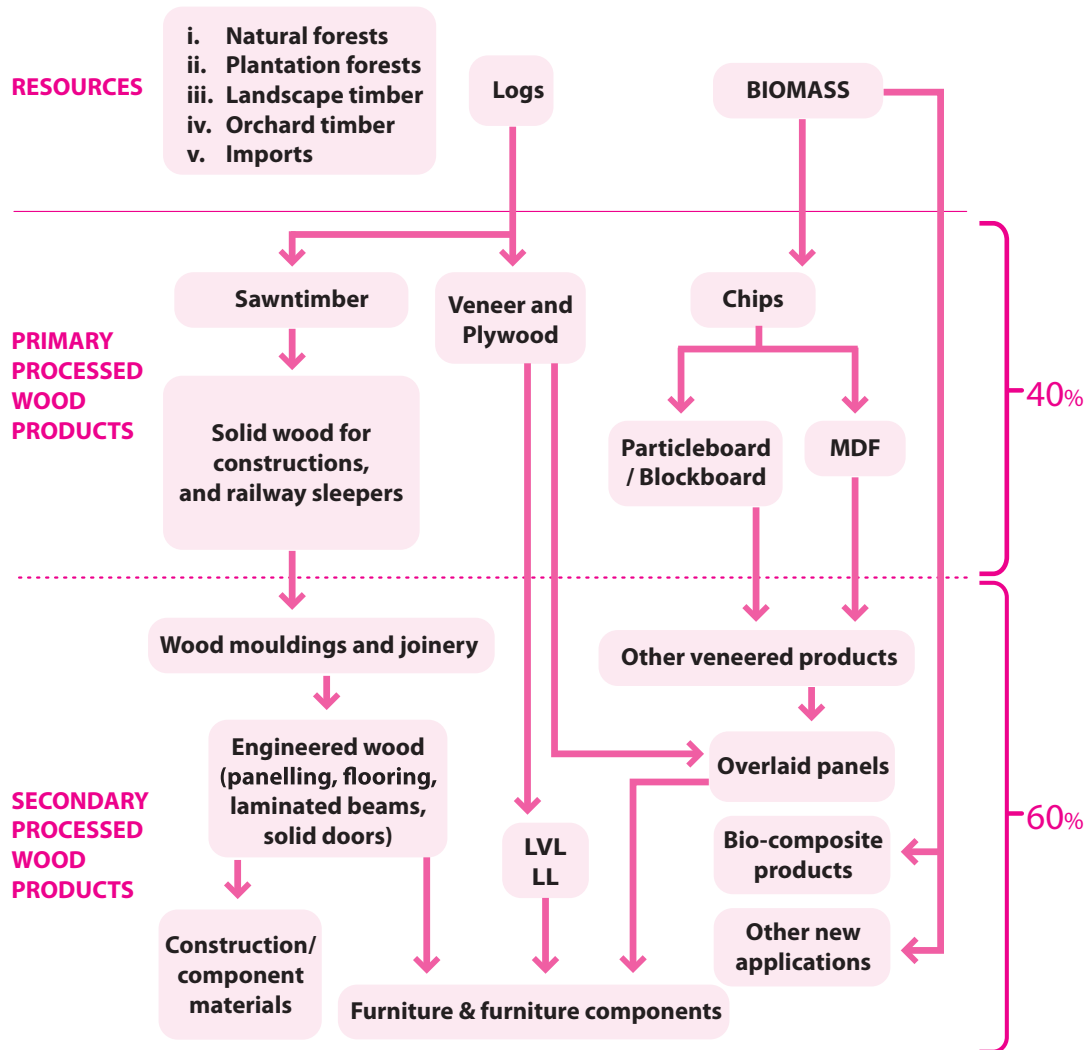 RESOURCES
i. Natural forests
ii. Plantation forests
iii. Landscape timber
iv. Orchard timber
v. Imports
Logs
BIOMASS
PRIMARY
PROCESSED
WOOD
PRODUCTS
Sawntimber
Veneer and
Plywood
Chips
Solid wood for
constructions,
and railway sleepers
Particleboard
/ Blockboard
MDF
40%
SECONDARY
PROCESSED
WOOD
PRODUCTS
Wood mouldings and joinery
Other veneered products
Engineered wood
(panelling, flooring,
laminated beams,
solid doors)
Overlaid panels
LVL
LL
Bio-composite
products
Other new
applications
Construction/
component
materials
Furniture & furniture components
60%